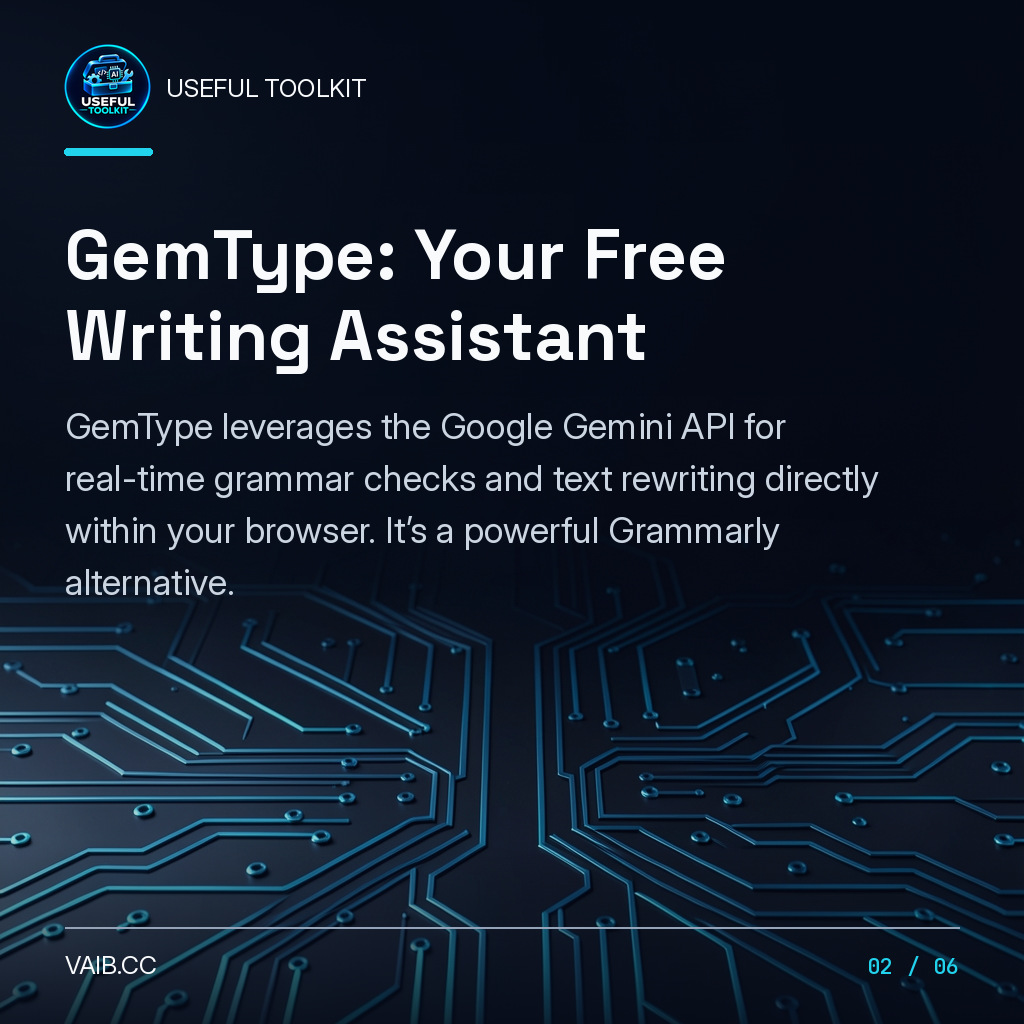 AI
USEFUL
TOOLKIT
USEFUL TOOLKIT
GemType: Your Free
Writing Assistant
GemType leverages the Google Gemini API for
real-time grammar checks and text rewriting directly
within your browser. It’s a powerful Grammarly
alternative.
VAIB.CC
02 / 06